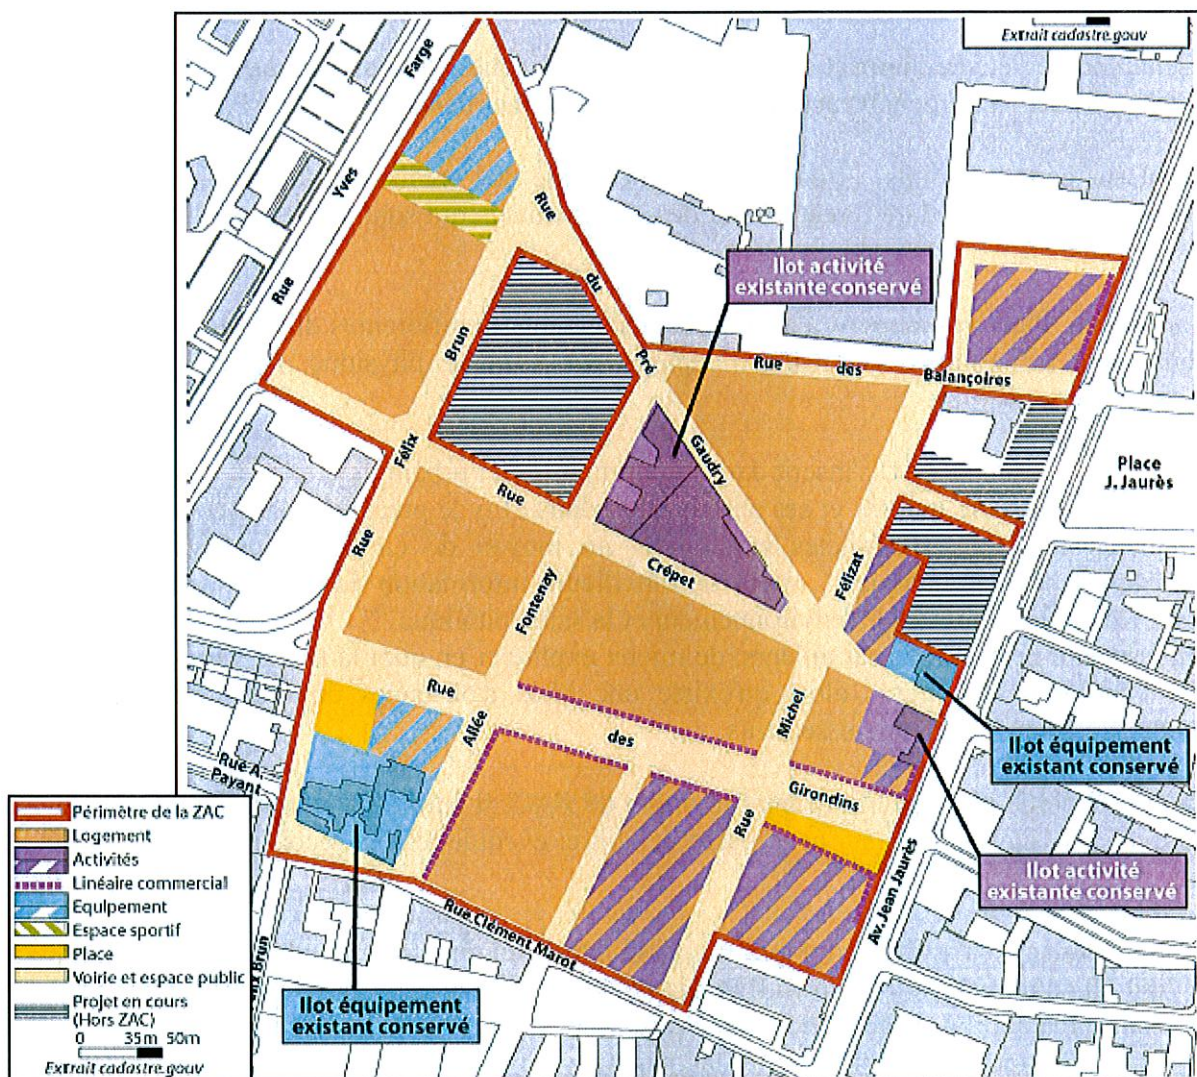 Extrait cadastre.gouv
Farge
Yves
Rue
Rue
du
Pré
Gaudry
Ilot activité
existante conservé
Rue des
Balançoires
Place
J. Jaurès
Brun
Félix
Rue
Rue
Crépet
Fontenay
Allée
Félizat
Michel
Rue
Rue
des
Girondins
Ilot équipement
existant conservé
Ilot activité
existante conservé
Av. Jean Jaurès
Rue A.
Payant
Rue Clément Marot
Brun
Ilot équipement
existant conservé
Périmètre de la ZAC
Logement
Activités
Linéaire commercial
Equipement
Espace sportif
Place
Voirie et espace public
Projet en cours
(Hors ZAC)
0 35m 50m
Extrait cadastre.gouv